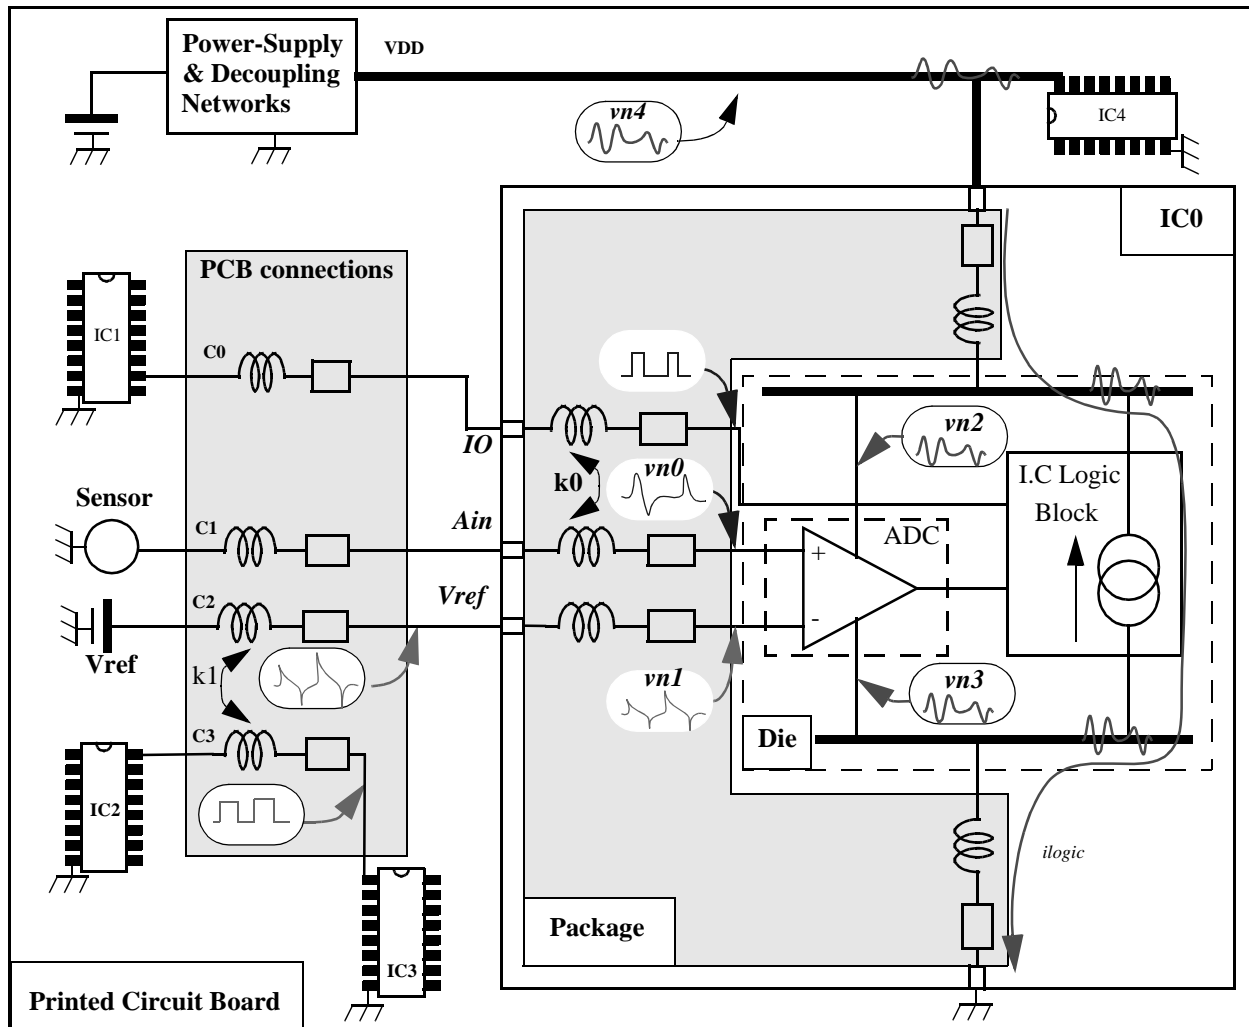 Power-Supply
& Decoupling
Networks
VDD
vn4
IC4
IC0
PCB connections
IC1
C0
IO
k0
vn0
vn2
I.C Logic
Block
Sensor
C1
Ain
ADC
+
C2
Vref
-
Vref
k1
vn1
vn3
C3
Die
IC2
ilogic
Package
IC3
Printed Circuit Board